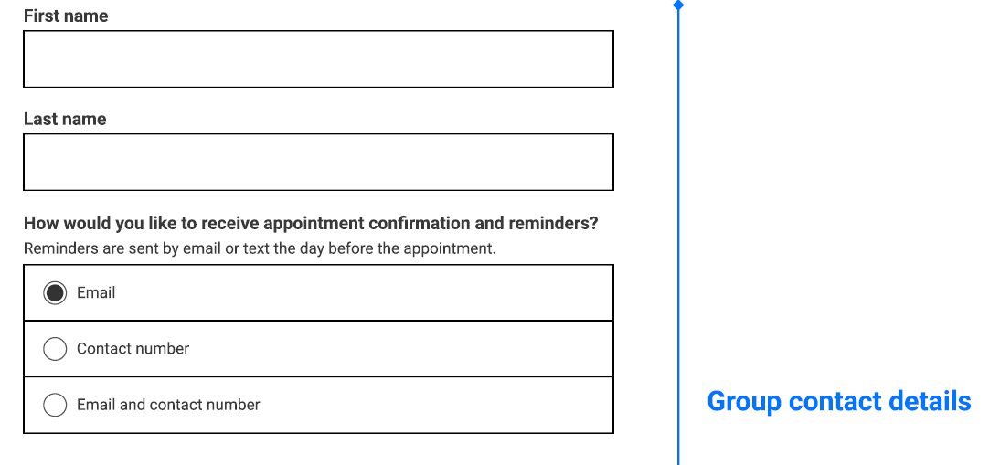 First name
Last name
How would you like to receive appointment confirmation and reminders?
Reminders are sent by email or text the day before the appointment.
Email
Contact number
Email and contact number
Group contact details